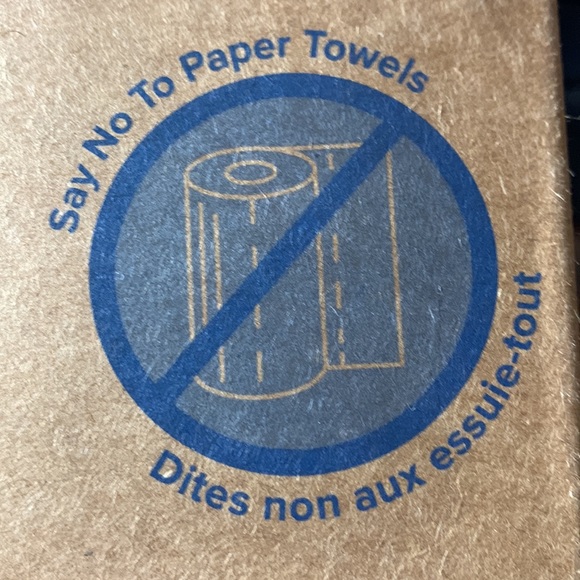 Say No To Paper Towels
Dites non aux essuie-tout